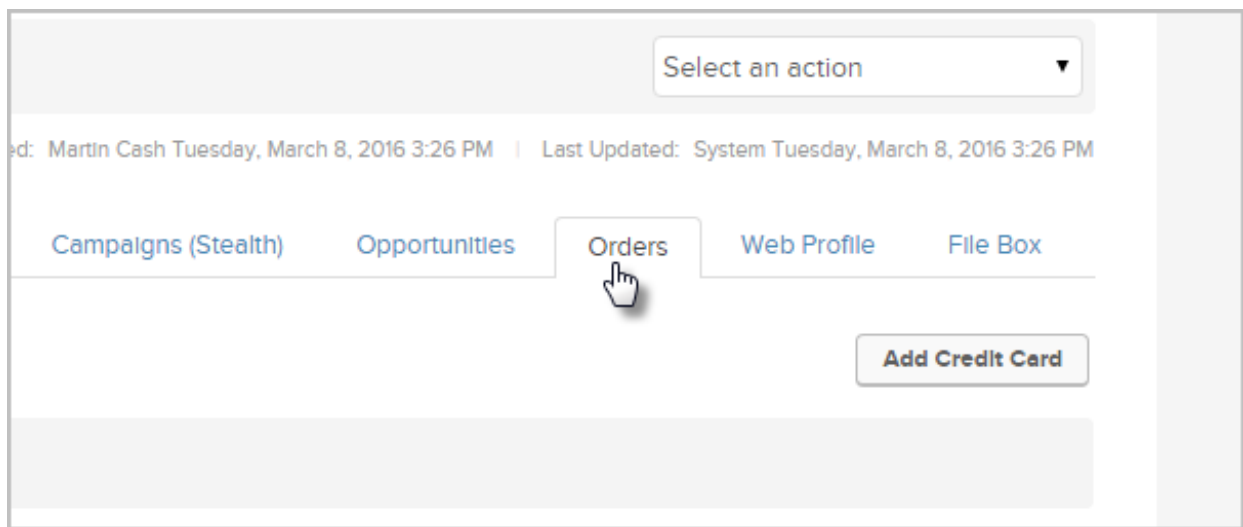 Select an action
ed: Martin Cash Tuesday, March 8, 2016 3:26 PM | Last Updated: System Tuesday, March 8, 2016 3:26 PM
Campaigns (Stealth) Opportunities Orders Web Profile File Box
Add Credit Card